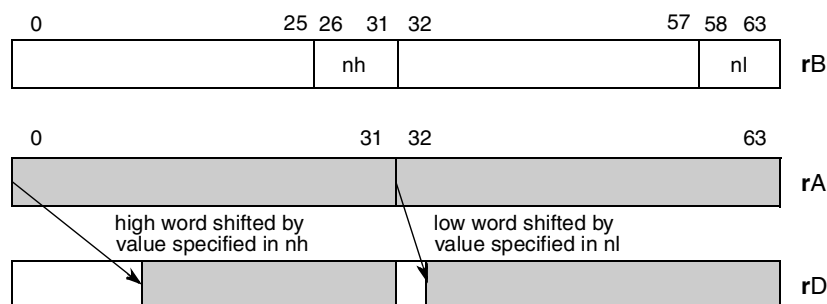 0 25 26 31 32 57 58 63
nh nl rB
0 31 32 63
rA
high word shifted by low word shifted by
value specified in nh value specified in nl
rD